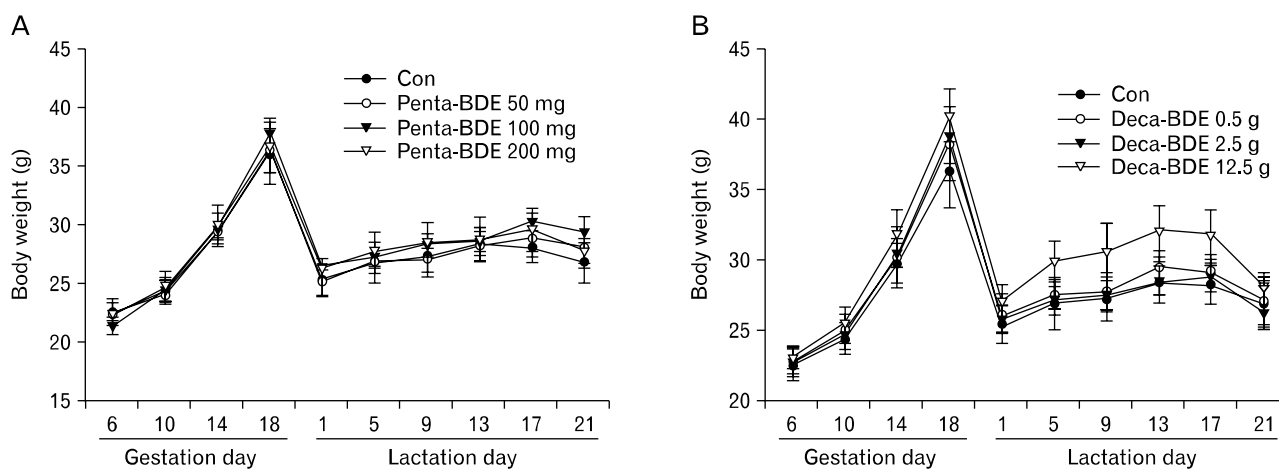 A
Body weight (g)
45
40
35
30
25
20
15
Con
Penta-BDE 50 mg
Penta-BDE 100 mg
Penta-BDE 200 mg
6 10 14 18 1 5 9 13 17 21
Gestation day Lactation day
B
Body weight (g)
45
40
35
30
25
20
Con
Deca-BDE 0.5 g
Deca-BDE 2.5 g
Deca-BDE 12.5 g
6 10 14 18 1 5 9 13 17 21
Gestation day Lactation day